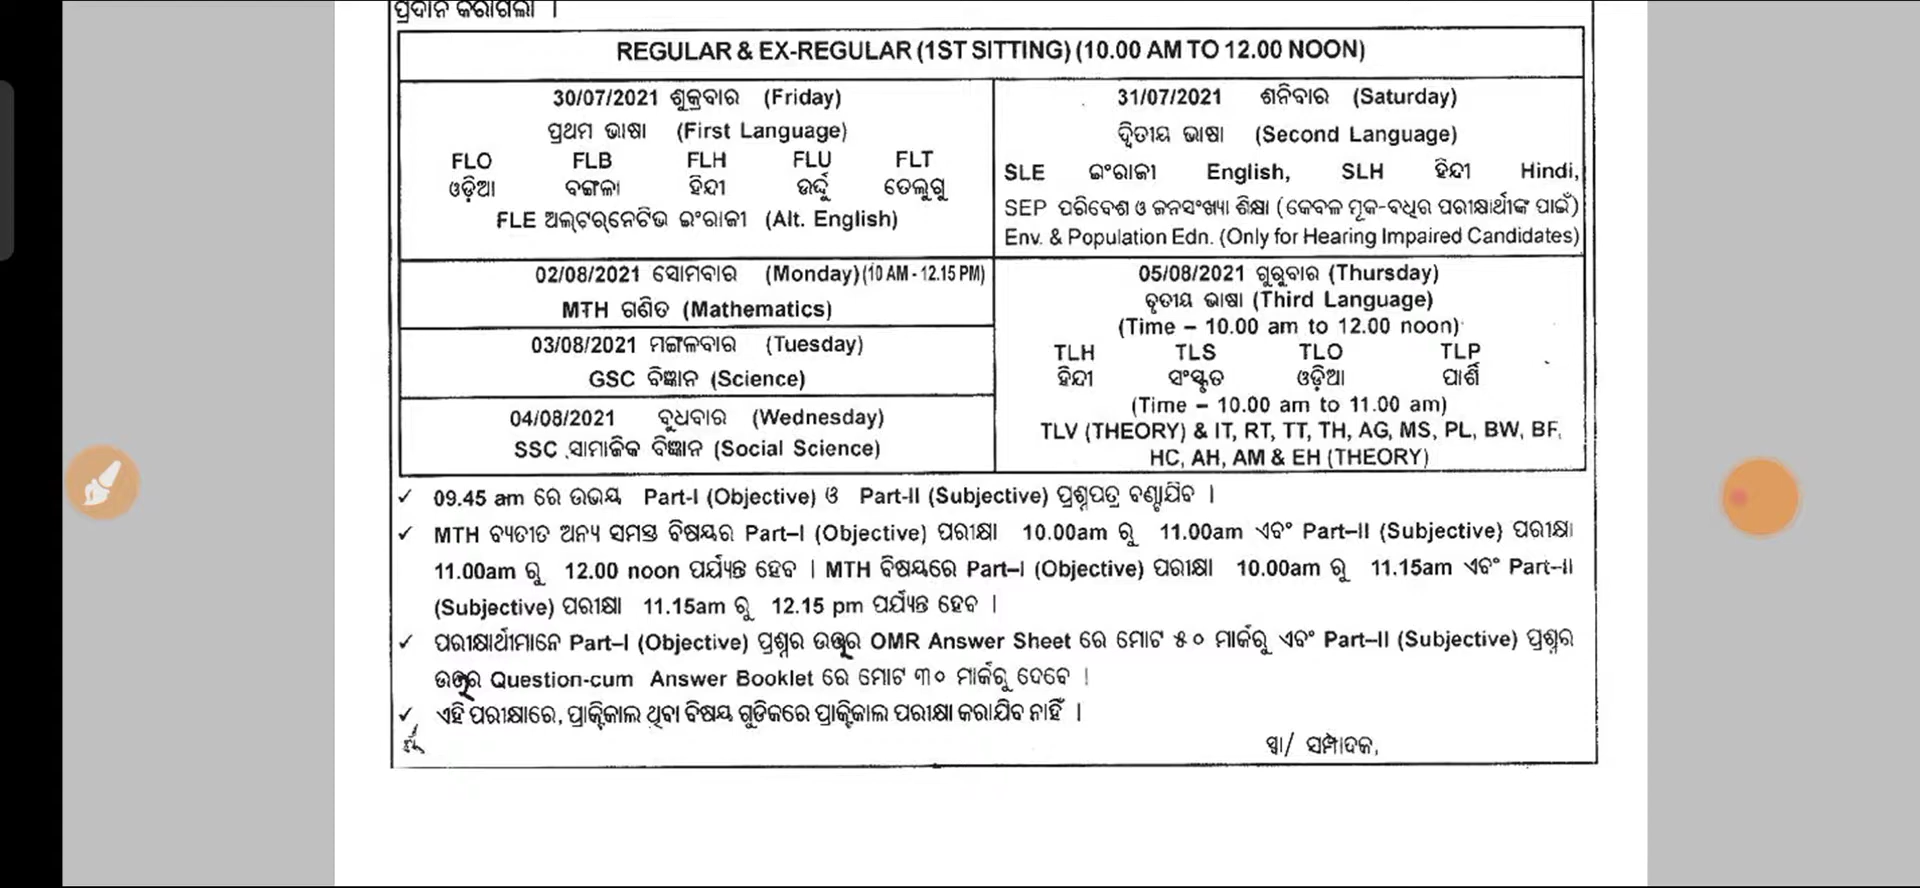 ପ୍ରଦାନ କରାଗଲା ।
REGULAR & EX-REGULAR (1ST SITTING) (10.00 AM TO 12.00 NOON)
30/07/2021 ଶୁକ୍ରବାର (Friday)
ପ୍ରଥମ ଭାଷା (First Language)
FLO FLB FLH FLU FLT
ଓଡ଼ିଆ ବଙ୍ଗଳା ହିନ୍ଦୀ ଉର୍ଦ୍ଦୁ ତେଲୁଗୁ
FLE ଅଲ୍‌ଟର୍‌ନେଟିଭ ଇଂରାଜୀ (Alt. English)
31/07/2021 ଶନିବାର (Saturday)
ଦ୍ୱିତୀୟ ଭାଷା (Second Language)
SLE ଇଂରାଜୀ English, SLH ହିନ୍ଦୀ Hindi,
SEP ପରିବେଶ ଓ ଜନସଂଖ୍ୟା ଶିକ୍ଷା (କେବଳ ମୂକ-ବଧିର ପରୀକ୍ଷାର୍ଥୀଙ୍କ ପାଇଁ)
Env. & Population Edn. (Only for Hearing Impaired Candidates)
02/08/2021 ସୋମବାର (Monday) (10 AM - 12.15 PM)
MTH ଗଣିତ (Mathematics)
03/08/2021 ମଙ୍ଗଳବାର (Tuesday)
GSC ବିଜ୍ଞାନ (Science)
04/08/2021 ବୁଧବାର (Wednesday)
SSC ସାମାଜିକ ବିଜ୍ଞାନ (Social Science)
05/08/2021 ଗୁରୁବାର (Thursday)
ତୃତୀୟ ଭାଷା (Third Language)
(Time – 10.00 am to 12.00 noon)
TLH TLS TLO TLP
ହିନ୍ଦୀ ସଂସ୍କୃତ ଓଡ଼ିଆ ପାର୍ଶି
(Time – 10.00 am to 11.00 am)
TLV (THEORY) & IT, RT, TT, TH, AG, MS, PL, BW, BF,
HC, AH, AM & EH (THEORY)
✓ 09.45 am ରେ ଉଭୟ Part-I (Objective) ଓ Part-II (Subjective) ପ୍ରଶ୍ନପତ୍ର ବଣ୍ଟାଯିବ ।
✓ MTH ବ୍ୟତୀତ ଅନ୍ୟ ସମସ୍ତ ବିଷୟର Part–I (Objective) ପରୀକ୍ଷା 10.00am ରୁ 11.00am ଏବଂ Part–II (Subjective) ପରୀକ୍ଷା
11.00am ରୁ 12.00 noon ପର୍ଯ୍ୟନ୍ତ ହେବ । MTH ବିଷୟରେ Part–I (Objective) ପରୀକ୍ଷା 10.00am ରୁ 11.15am ଏବଂ Part–II
(Subjective) ପରୀକ୍ଷା 11.15am ରୁ 12.15 pm ପର୍ଯ୍ୟନ୍ତ ହେବ ।
✓ ପରୀକ୍ଷାର୍ଥୀମାନେ Part–I (Objective) ପ୍ରଶ୍ନର ଉତ୍ତର OMR Answer Sheet ରେ ମୋଟ ୫୦ ମାର୍କରୁ ଏବଂ Part–II (Subjective) ପ୍ରଶ୍ନର
ଉତ୍ତର Question-cum Answer Booklet ରେ ମୋଟ ୩୦ ମାର୍କରୁ ଦେବେ ।
✓ ଏହି ପରୀକ୍ଷାରେ, ପ୍ରାକ୍ଟିକାଲ ଥିବା ବିଷୟ ଗୁଡିକରେ ପ୍ରାକ୍ଟିକାଲ ପରୀକ୍ଷା କରାଯିବ ନାହିଁ ।
ସ୍ୱା/ ସମ୍ପାଦକ,